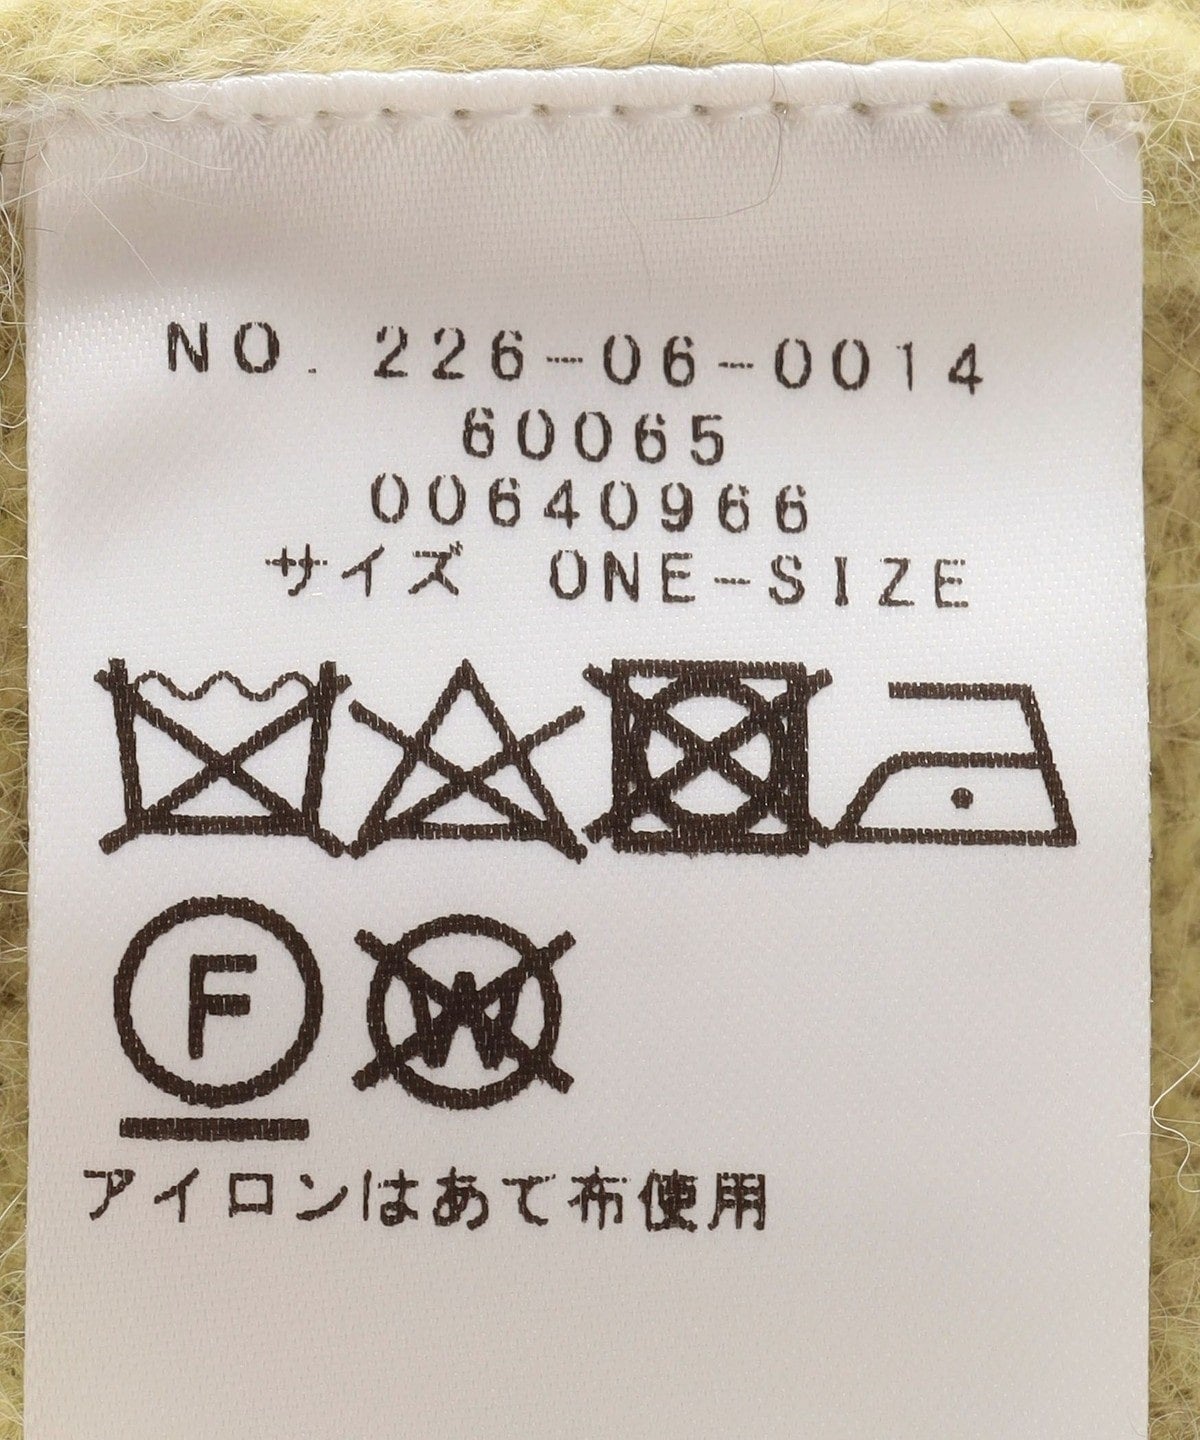 NO. 226-06-0014
60065
00640966
サイズ ONE-SIZE
F W
アイロンはあて布使用